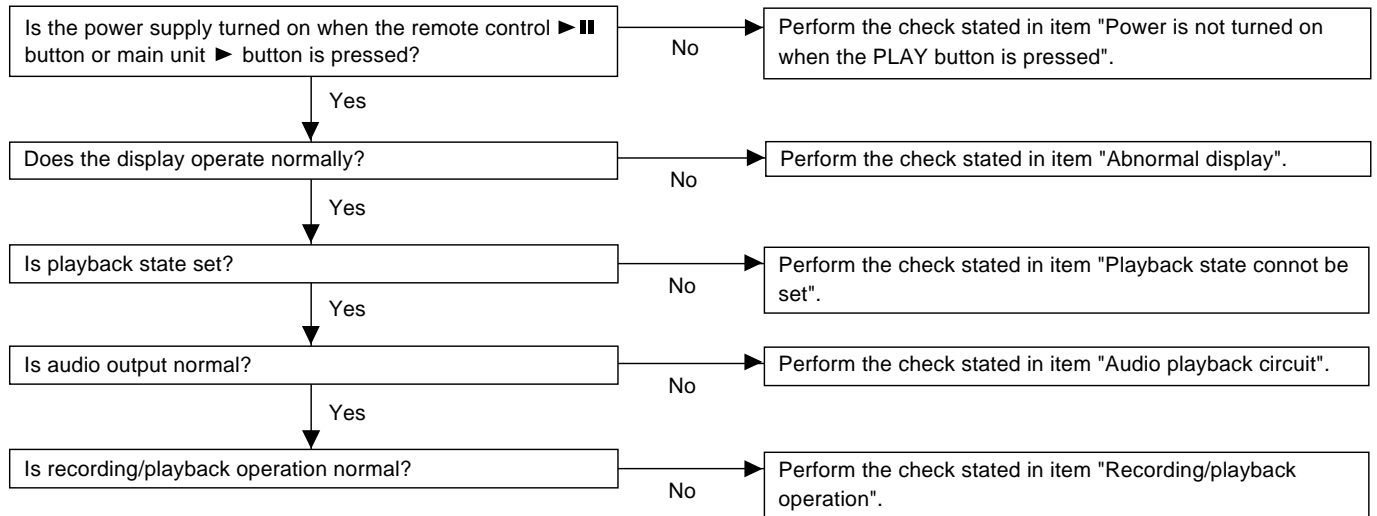 Is the power supply turned on when the remote control ►▮▮
button or main unit ► button is pressed?
No
Perform the check stated in item "Power is not turned on
when the PLAY button is pressed".
Yes
Does the display operate normally?
No
Perform the check stated in item "Abnormal display".
Yes
Is playback state set?
No
Perform the check stated in item "Playback state connot be
set".
Yes
Is audio output normal?
No
Perform the check stated in item "Audio playback circuit".
Yes
Is recording/playback operation normal?
No
Perform the check stated in item "Recording/playback
operation".